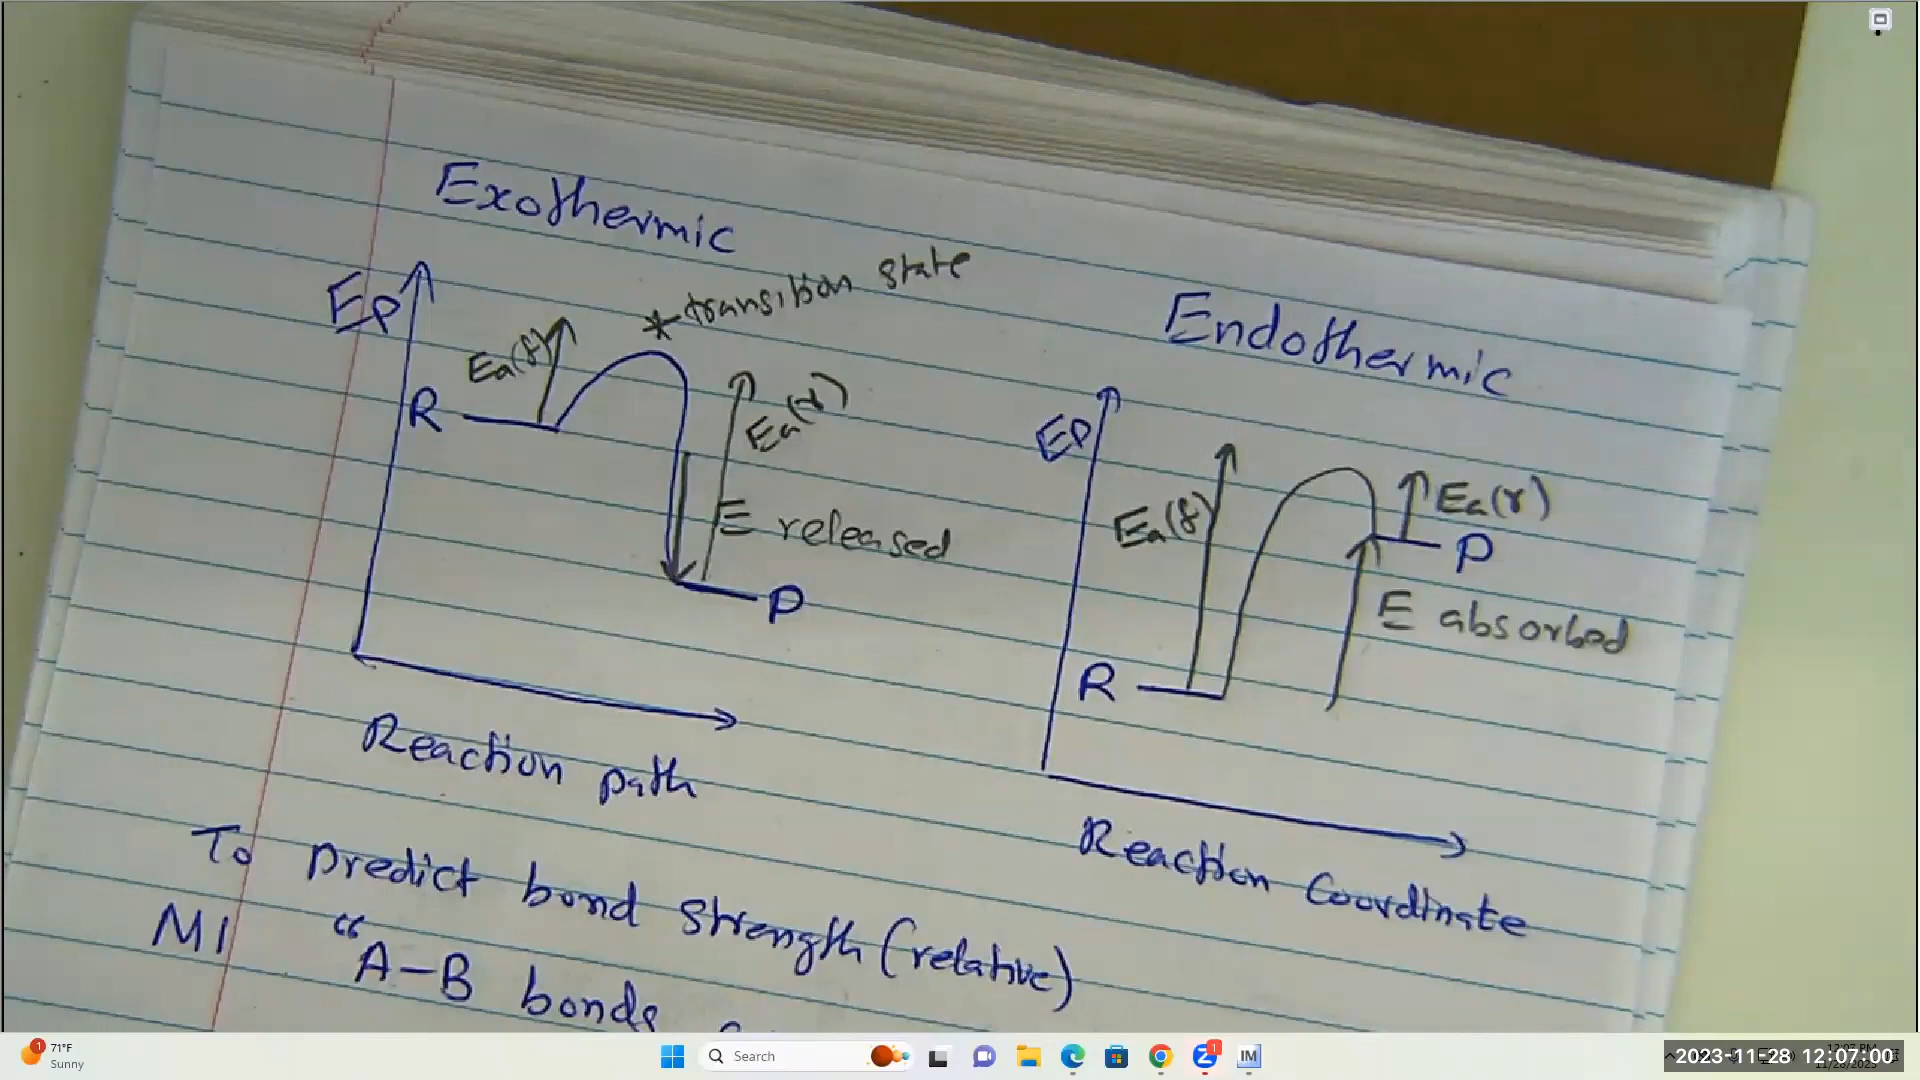 Exothermic
EP
Ea(f)
* transition state
R
Ea(r)
E released
P
Reaction path
Endothermic
EP
Ea(f)
Ea(r)
P
E absorbed
R
Reaction Coordinate
To predict bond strength (relative)
M1 "A-B bonds
71°F
Sunny
Search
2023-11-28 12:07:00